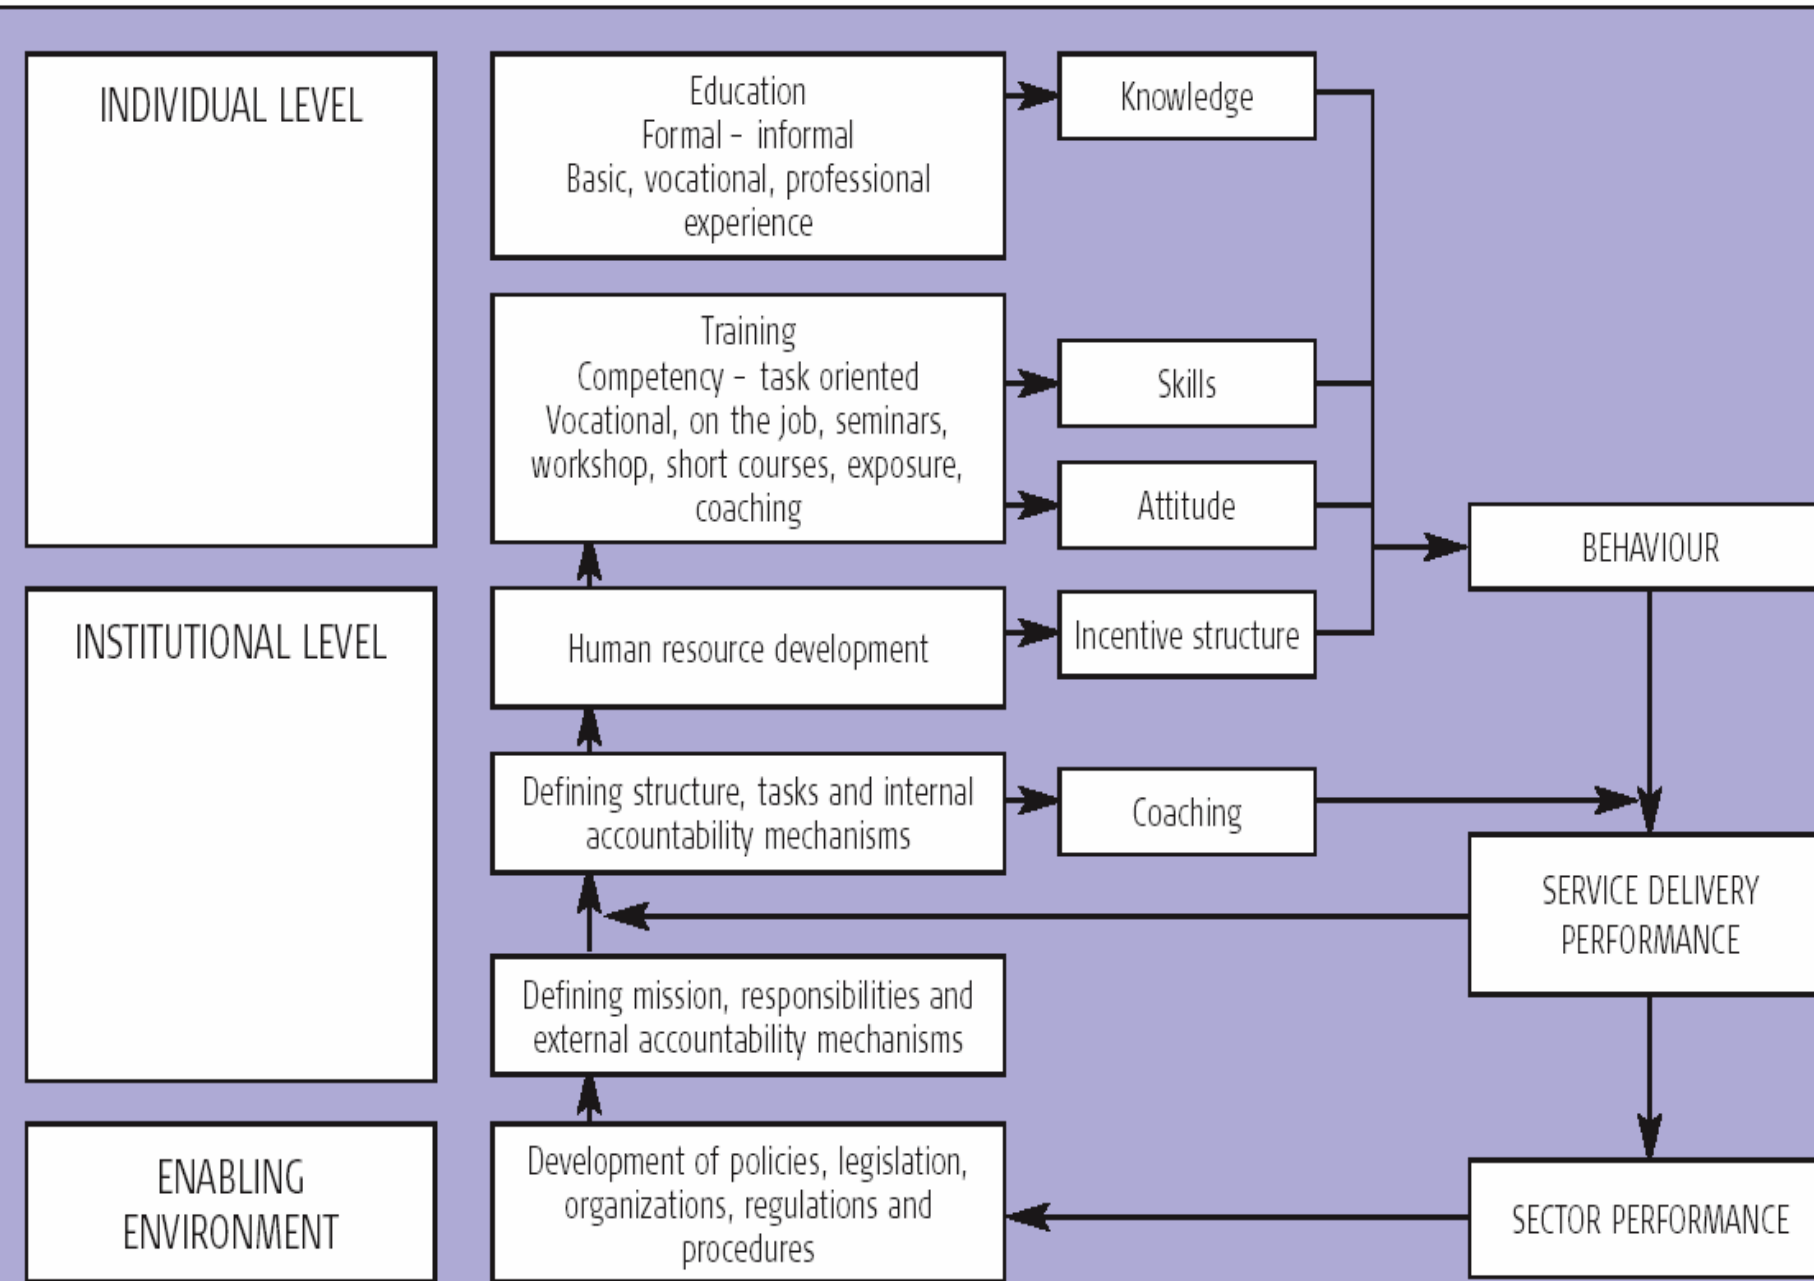 INDIVIDUAL LEVEL
Education
Formal – informal
Basic, vocational, professional
experience
Knowledge
Training
Competency – task oriented
Vocational, on the job, seminars,
workshop, short courses, exposure,
coaching
Skills
Attitude
BEHAVIOUR
INSTITUTIONAL LEVEL
Human resource development
Incentive structure
Defining structure, tasks and internal
accountability mechanisms
Coaching
SERVICE DELIVERY
PERFORMANCE
Defining mission, responsibilities and
external accountability mechanisms
ENABLING
ENVIRONMENT
Development of policies, legislation,
organizations, regulations and
procedures
SECTOR PERFORMANCE